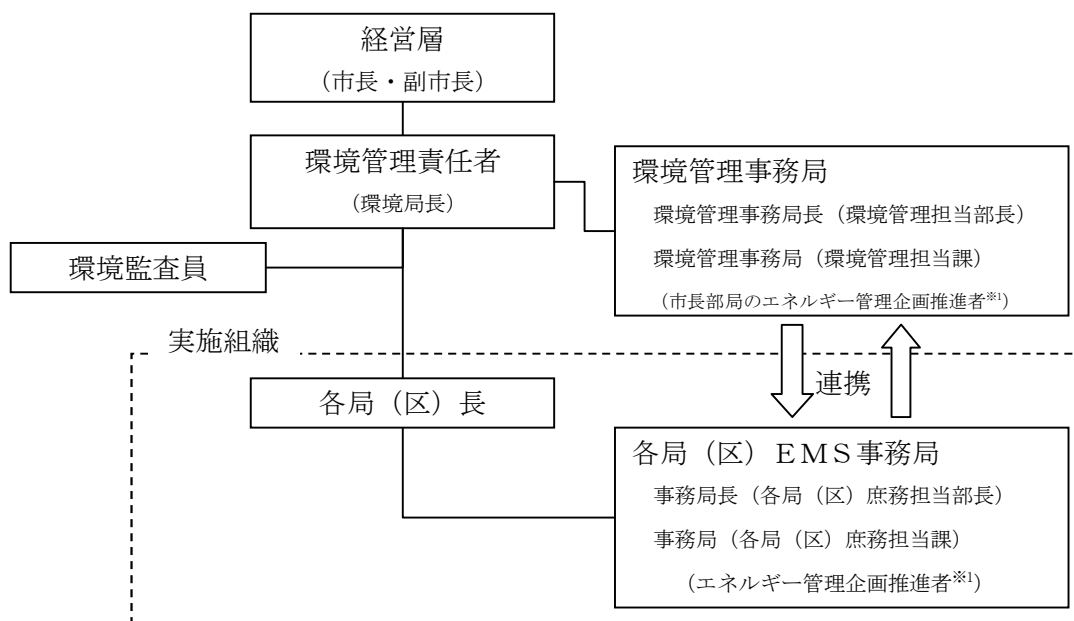 経営層
（市長・副市長）
環境管理責任者
（環境局長）
環境管理事務局
環境管理事務局長（環境管理担当部長）
環境管理事務局（環境管理担当課）
（市長部局のエネルギー管理企画推進者※1）
環境監査員
実施組織
連携
各局（区）長
各局（区）ＥＭＳ事務局
事務局長（各局（区）庶務担当部長）
事務局（各局（区）庶務担当課）
（エネルギー管理企画推進者※1）